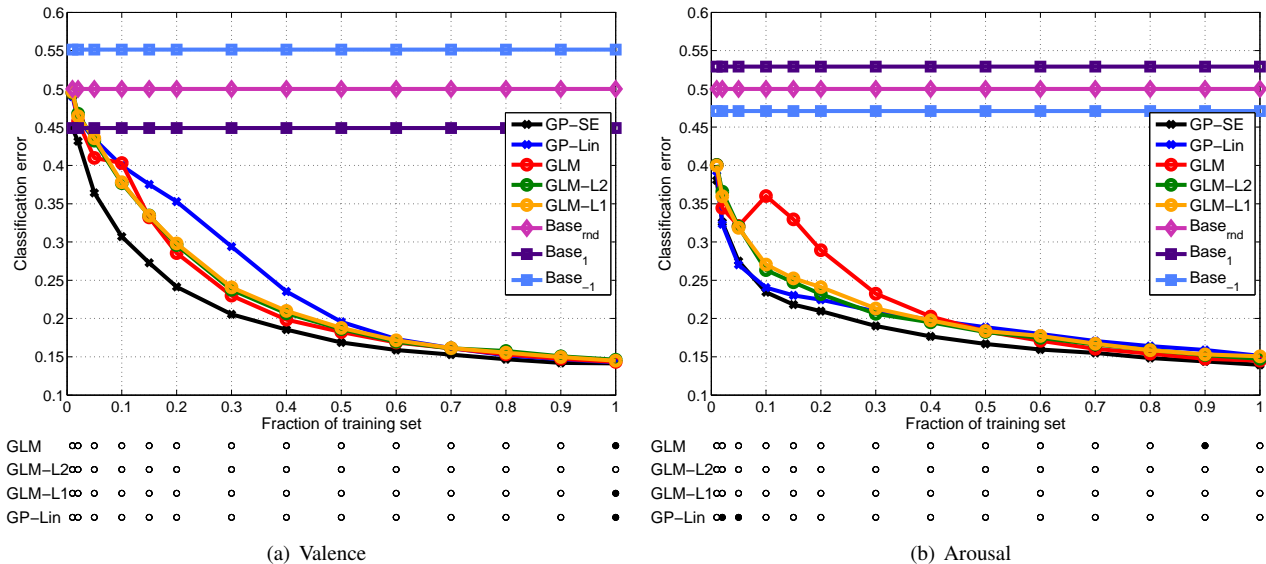 0.6
0.55
0.5
0.45
0.4
0.35
0.3
0.25
0.2
0.15
0.1
Classification error
GP−SE
GP−Lin
GLM
GLM−L2
GLM−L1
Base_rnd
Base_1
Base_−1
0 0.1 0.2 0.3 0.4 0.5 0.6 0.7 0.8 0.9 1
Fraction of training set
GLM
GLM−L2
GLM−L1
GP−Lin
(a) Valence
0.6
0.55
0.5
0.45
0.4
0.35
0.3
0.25
0.2
0.15
0.1
Classification error
GP−SE
GP−Lin
GLM
GLM−L2
GLM−L1
Base_rnd
Base_1
Base_−1
0 0.1 0.2 0.3 0.4 0.5 0.6 0.7 0.8 0.9 1
Fraction of training set
GLM
GLM−L2
GLM−L1
GP−Lin
(b) Arousal